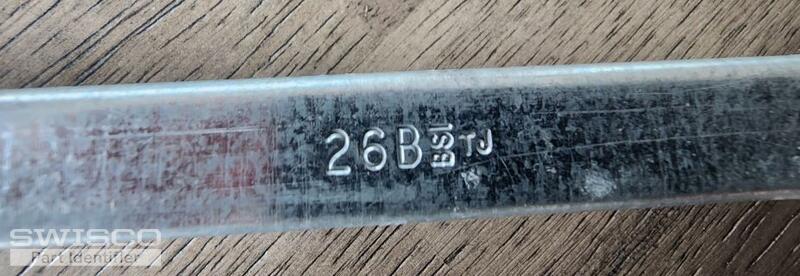 26B BSI TJ
SWISCO
Part Identifier